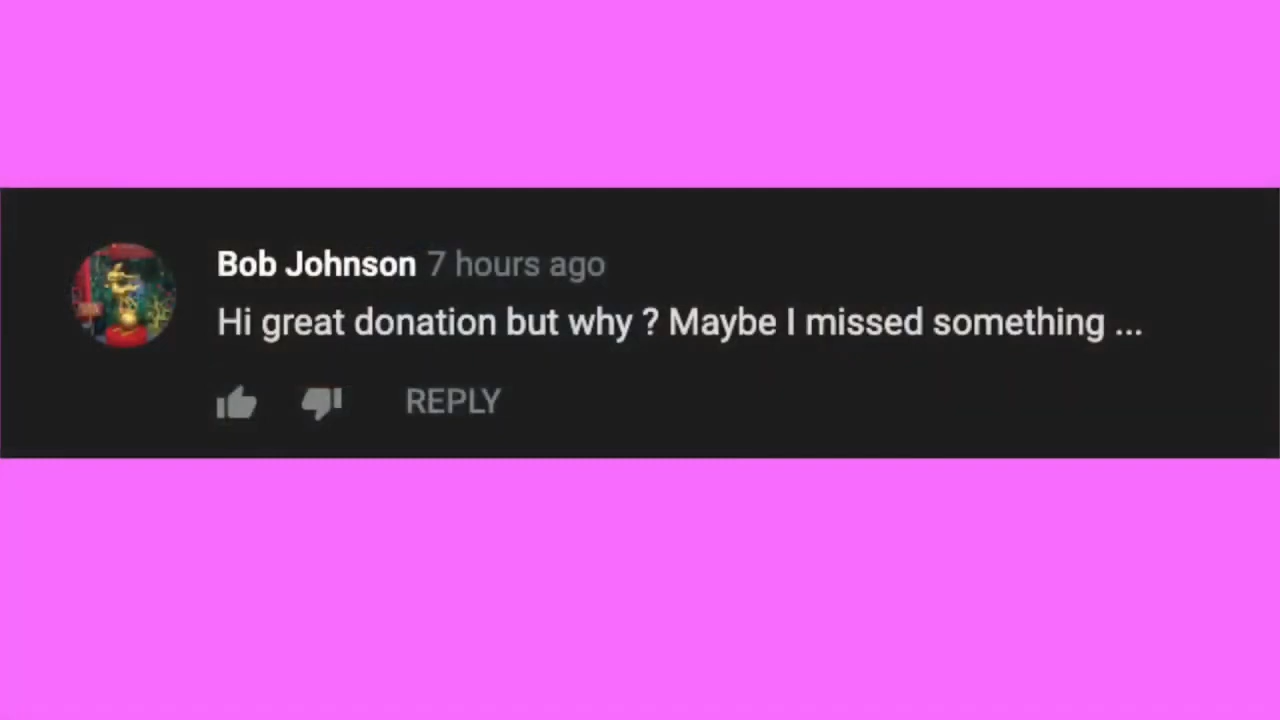 Bob Johnson 7 hours ago
Hi great donation but why ? Maybe I missed something ...
REPLY